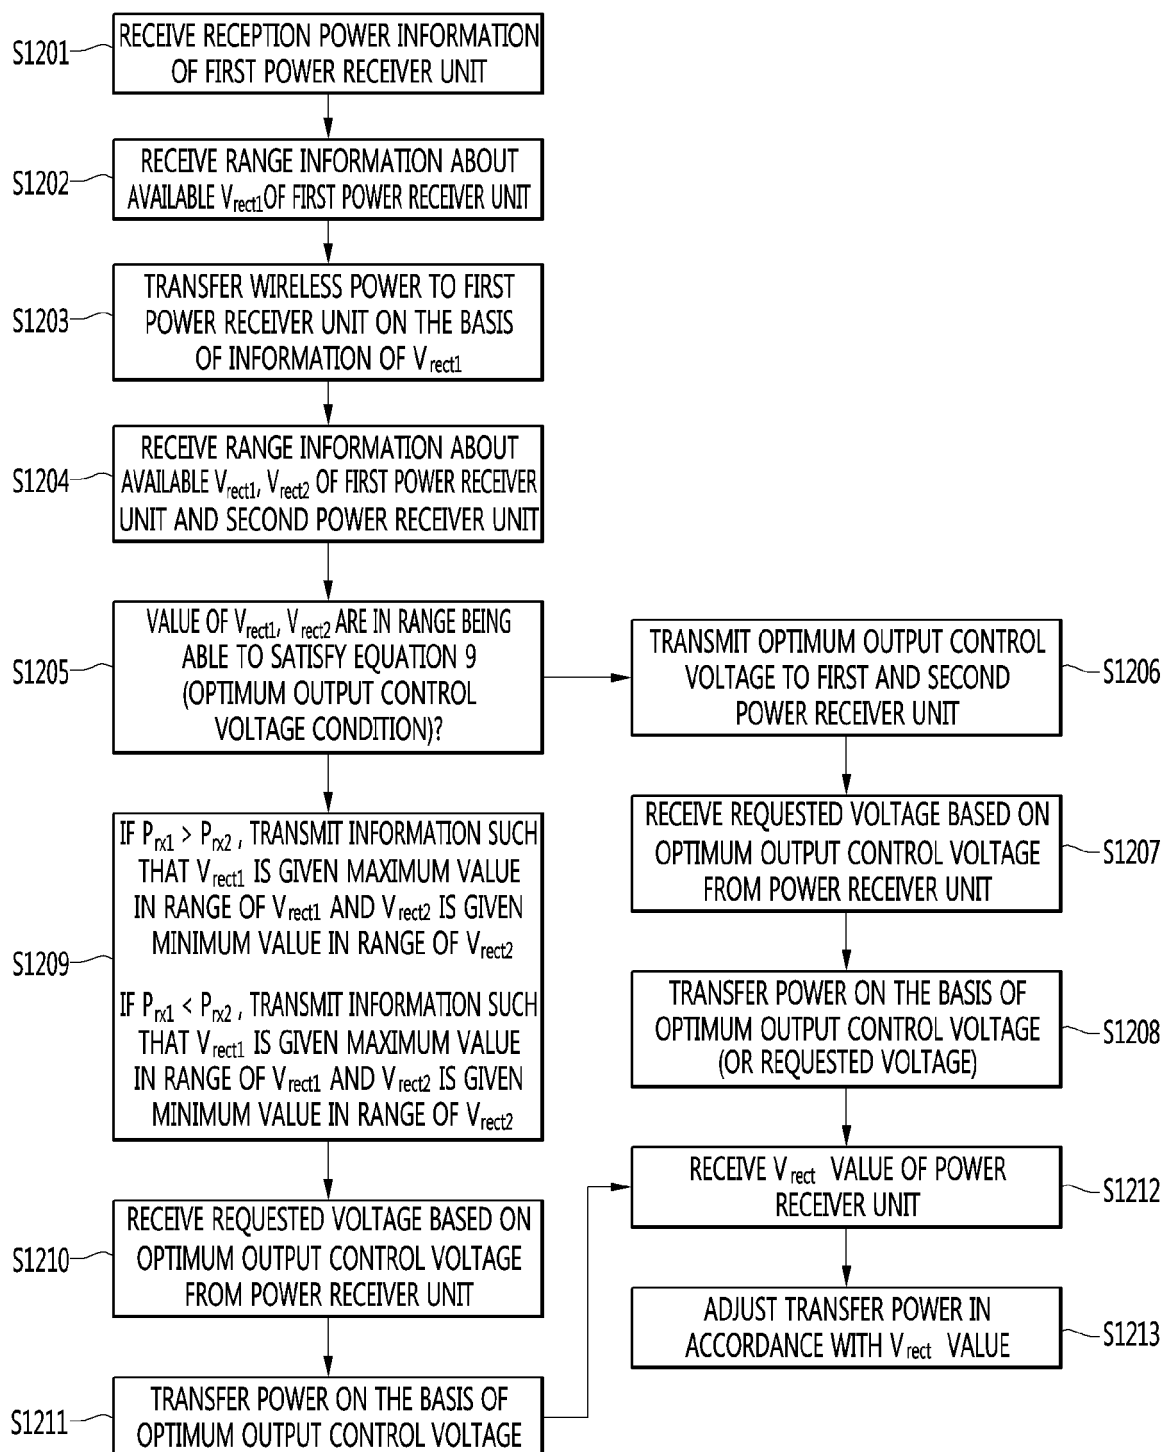 S1201
RECEIVE RECEPTION POWER INFORMATION
OF FIRST POWER RECEIVER UNIT
S1202
RECEIVE RANGE INFORMATION ABOUT
AVAILABLE Vrect1 OF FIRST POWER RECEIVER UNIT
S1203
TRANSFER WIRELESS POWER TO FIRST
POWER RECEIVER UNIT ON THE BASIS
OF INFORMATION OF Vrect1
S1204
RECEIVE RANGE INFORMATION ABOUT
AVAILABLE Vrect1, Vrect2 OF FIRST POWER RECEIVER
UNIT AND SECOND POWER RECEIVER UNIT
S1205
VALUE OF Vrect1, Vrect2 ARE IN RANGE BEING
ABLE TO SATISFY EQUATION 9
(OPTIMUM OUTPUT CONTROL
VOLTAGE CONDITION)?
TRANSMIT OPTIMUM OUTPUT CONTROL
VOLTAGE TO FIRST AND SECOND
POWER RECEIVER UNIT
S1206
RECEIVE REQUESTED VOLTAGE BASED ON
OPTIMUM OUTPUT CONTROL VOLTAGE
FROM POWER RECEIVER UNIT
S1207
TRANSFER POWER ON THE BASIS OF
OPTIMUM OUTPUT CONTROL VOLTAGE
(OR REQUESTED VOLTAGE)
S1208
S1209
IF Prx1 > Prx2 , TRANSMIT INFORMATION SUCH
THAT Vrect1 IS GIVEN MAXIMUM VALUE
IN RANGE OF Vrect1 AND Vrect2 IS GIVEN
MINIMUM VALUE IN RANGE OF Vrect2
IF Prx1 < Prx2 , TRANSMIT INFORMATION SUCH
THAT Vrect1 IS GIVEN MAXIMUM VALUE
IN RANGE OF Vrect1 AND Vrect2 IS GIVEN
MINIMUM VALUE IN RANGE OF Vrect2
S1210
RECEIVE REQUESTED VOLTAGE BASED ON
OPTIMUM OUTPUT CONTROL VOLTAGE
FROM POWER RECEIVER UNIT
S1211
TRANSFER POWER ON THE BASIS OF
OPTIMUM OUTPUT CONTROL VOLTAGE
RECEIVE Vrect VALUE OF POWER
RECEIVER UNIT
S1212
ADJUST TRANSFER POWER IN
ACCORDANCE WITH Vrect VALUE
S1213